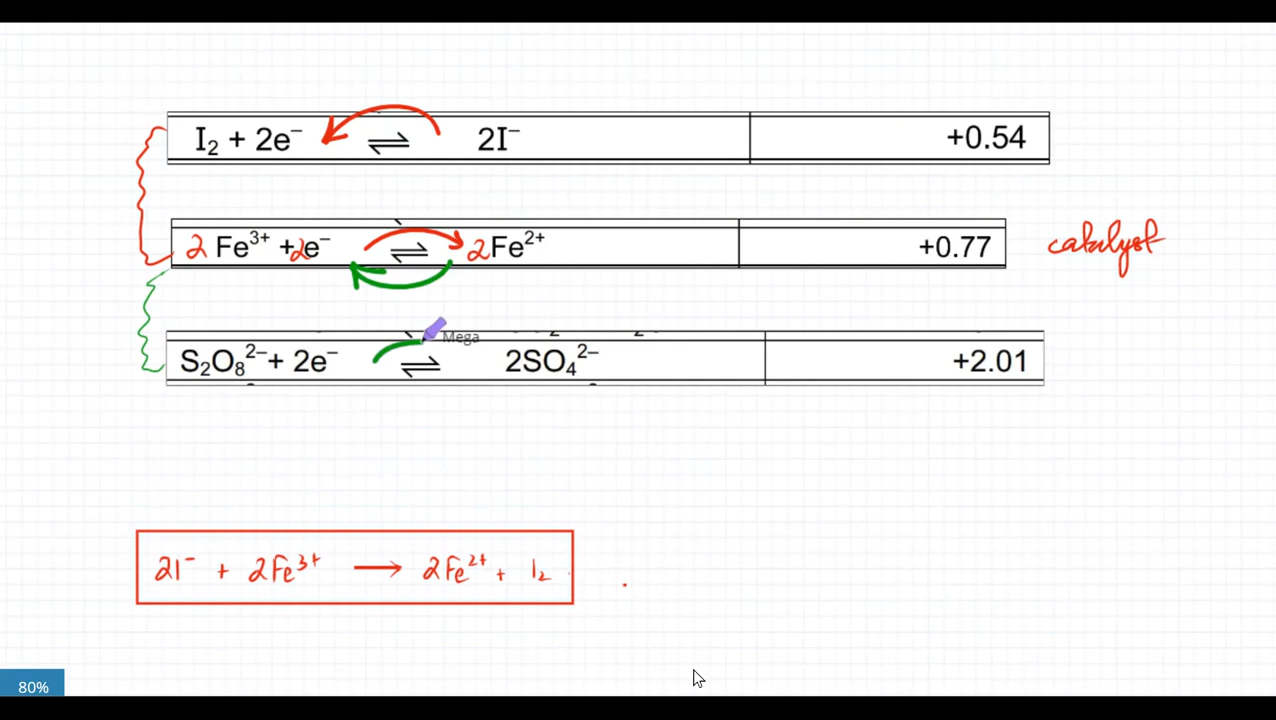 I₂ + 2e⁻ ⇌ 2I⁻ +0.54
2 Fe³⁺ + 2e⁻ ⇌ 2Fe²⁺ +0.77 catalyst
Mega
S₂O₈²⁻ + 2e⁻ ⇌ 2SO₄²⁻ +2.01
2I⁻ + 2Fe³⁺ → 2Fe²⁺ + I₂
80%